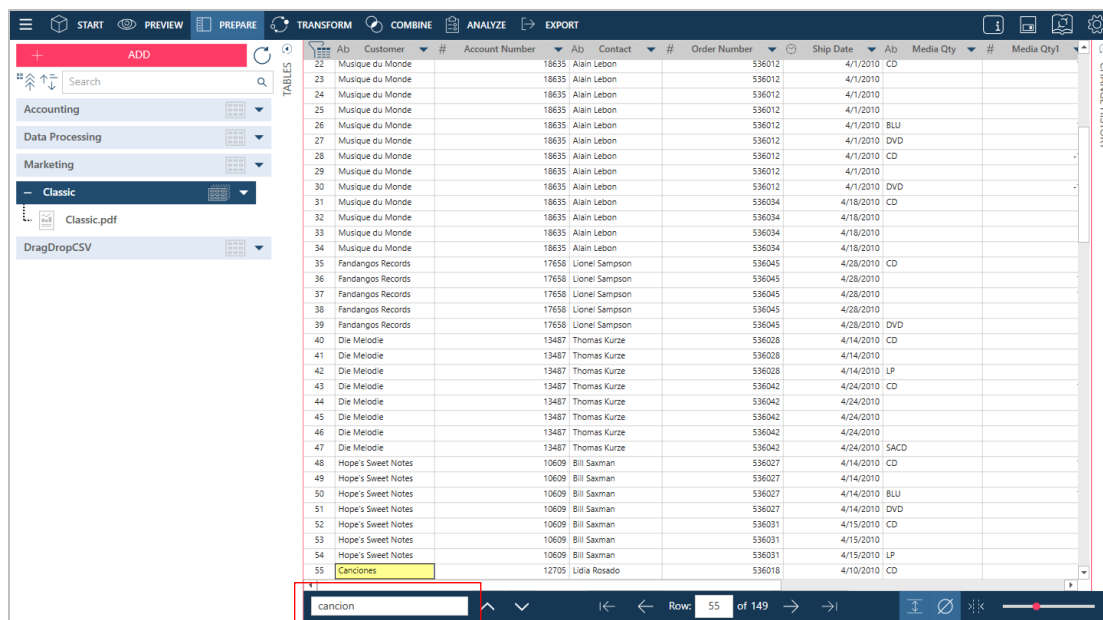 START PREVIEW PREPARE TRANSFORM COMBINE ANALYZE EXPORT
+ ADD
Search
Accounting
Data Processing
Marketing
− Classic
Classic.pdf
DragDropCSV
TABLES
Ab Customer # Account Number Ab Contact # Order Number Ship Date Ab Media Qty # Media Qty1
22 Musique du Monde 18635 Alain Lebon 536012 4/1/2010 CD
23 Musique du Monde 18635 Alain Lebon 536012 4/1/2010
24 Musique du Monde 18635 Alain Lebon 536012 4/1/2010
25 Musique du Monde 18635 Alain Lebon 536012 4/1/2010
26 Musique du Monde 18635 Alain Lebon 536012 4/1/2010 BLU
27 Musique du Monde 18635 Alain Lebon 536012 4/1/2010 DVD
28 Musique du Monde 18635 Alain Lebon 536012 4/1/2010 CD
29 Musique du Monde 18635 Alain Lebon 536012 4/1/2010
30 Musique du Monde 18635 Alain Lebon 536012 4/1/2010 DVD
31 Musique du Monde 18635 Alain Lebon 536034 4/18/2010 CD
32 Musique du Monde 18635 Alain Lebon 536034 4/18/2010
33 Musique du Monde 18635 Alain Lebon 536034 4/18/2010
34 Musique du Monde 18635 Alain Lebon 536034 4/18/2010
35 Fandangos Records 17658 Lionel Sampson 536045 4/28/2010 CD
36 Fandangos Records 17658 Lionel Sampson 536045 4/28/2010
37 Fandangos Records 17658 Lionel Sampson 536045 4/28/2010
38 Fandangos Records 17658 Lionel Sampson 536045 4/28/2010
39 Fandangos Records 17658 Lionel Sampson 536045 4/28/2010 DVD
40 Die Melodie 13487 Thomas Kurze 536028 4/14/2010 CD
41 Die Melodie 13487 Thomas Kurze 536028 4/14/2010
42 Die Melodie 13487 Thomas Kurze 536028 4/14/2010 LP
43 Die Melodie 13487 Thomas Kurze 536042 4/24/2010 CD
44 Die Melodie 13487 Thomas Kurze 536042 4/24/2010
45 Die Melodie 13487 Thomas Kurze 536042 4/24/2010
46 Die Melodie 13487 Thomas Kurze 536042 4/24/2010
47 Die Melodie 13487 Thomas Kurze 536042 4/24/2010 SACD
48 Hope's Sweet Notes 10609 Bill Saxman 536027 4/14/2010 CD
49 Hope's Sweet Notes 10609 Bill Saxman 536027 4/14/2010
50 Hope's Sweet Notes 10609 Bill Saxman 536027 4/14/2010 BLU
51 Hope's Sweet Notes 10609 Bill Saxman 536027 4/14/2010 DVD
52 Hope's Sweet Notes 10609 Bill Saxman 536031 4/15/2010 CD
53 Hope's Sweet Notes 10609 Bill Saxman 536031 4/15/2010
54 Hope's Sweet Notes 10609 Bill Saxman 536031 4/15/2010 LP
55 Canciones 12705 Lidia Rosado 536018 4/10/2010 CD
cancion Row: 55 of 149